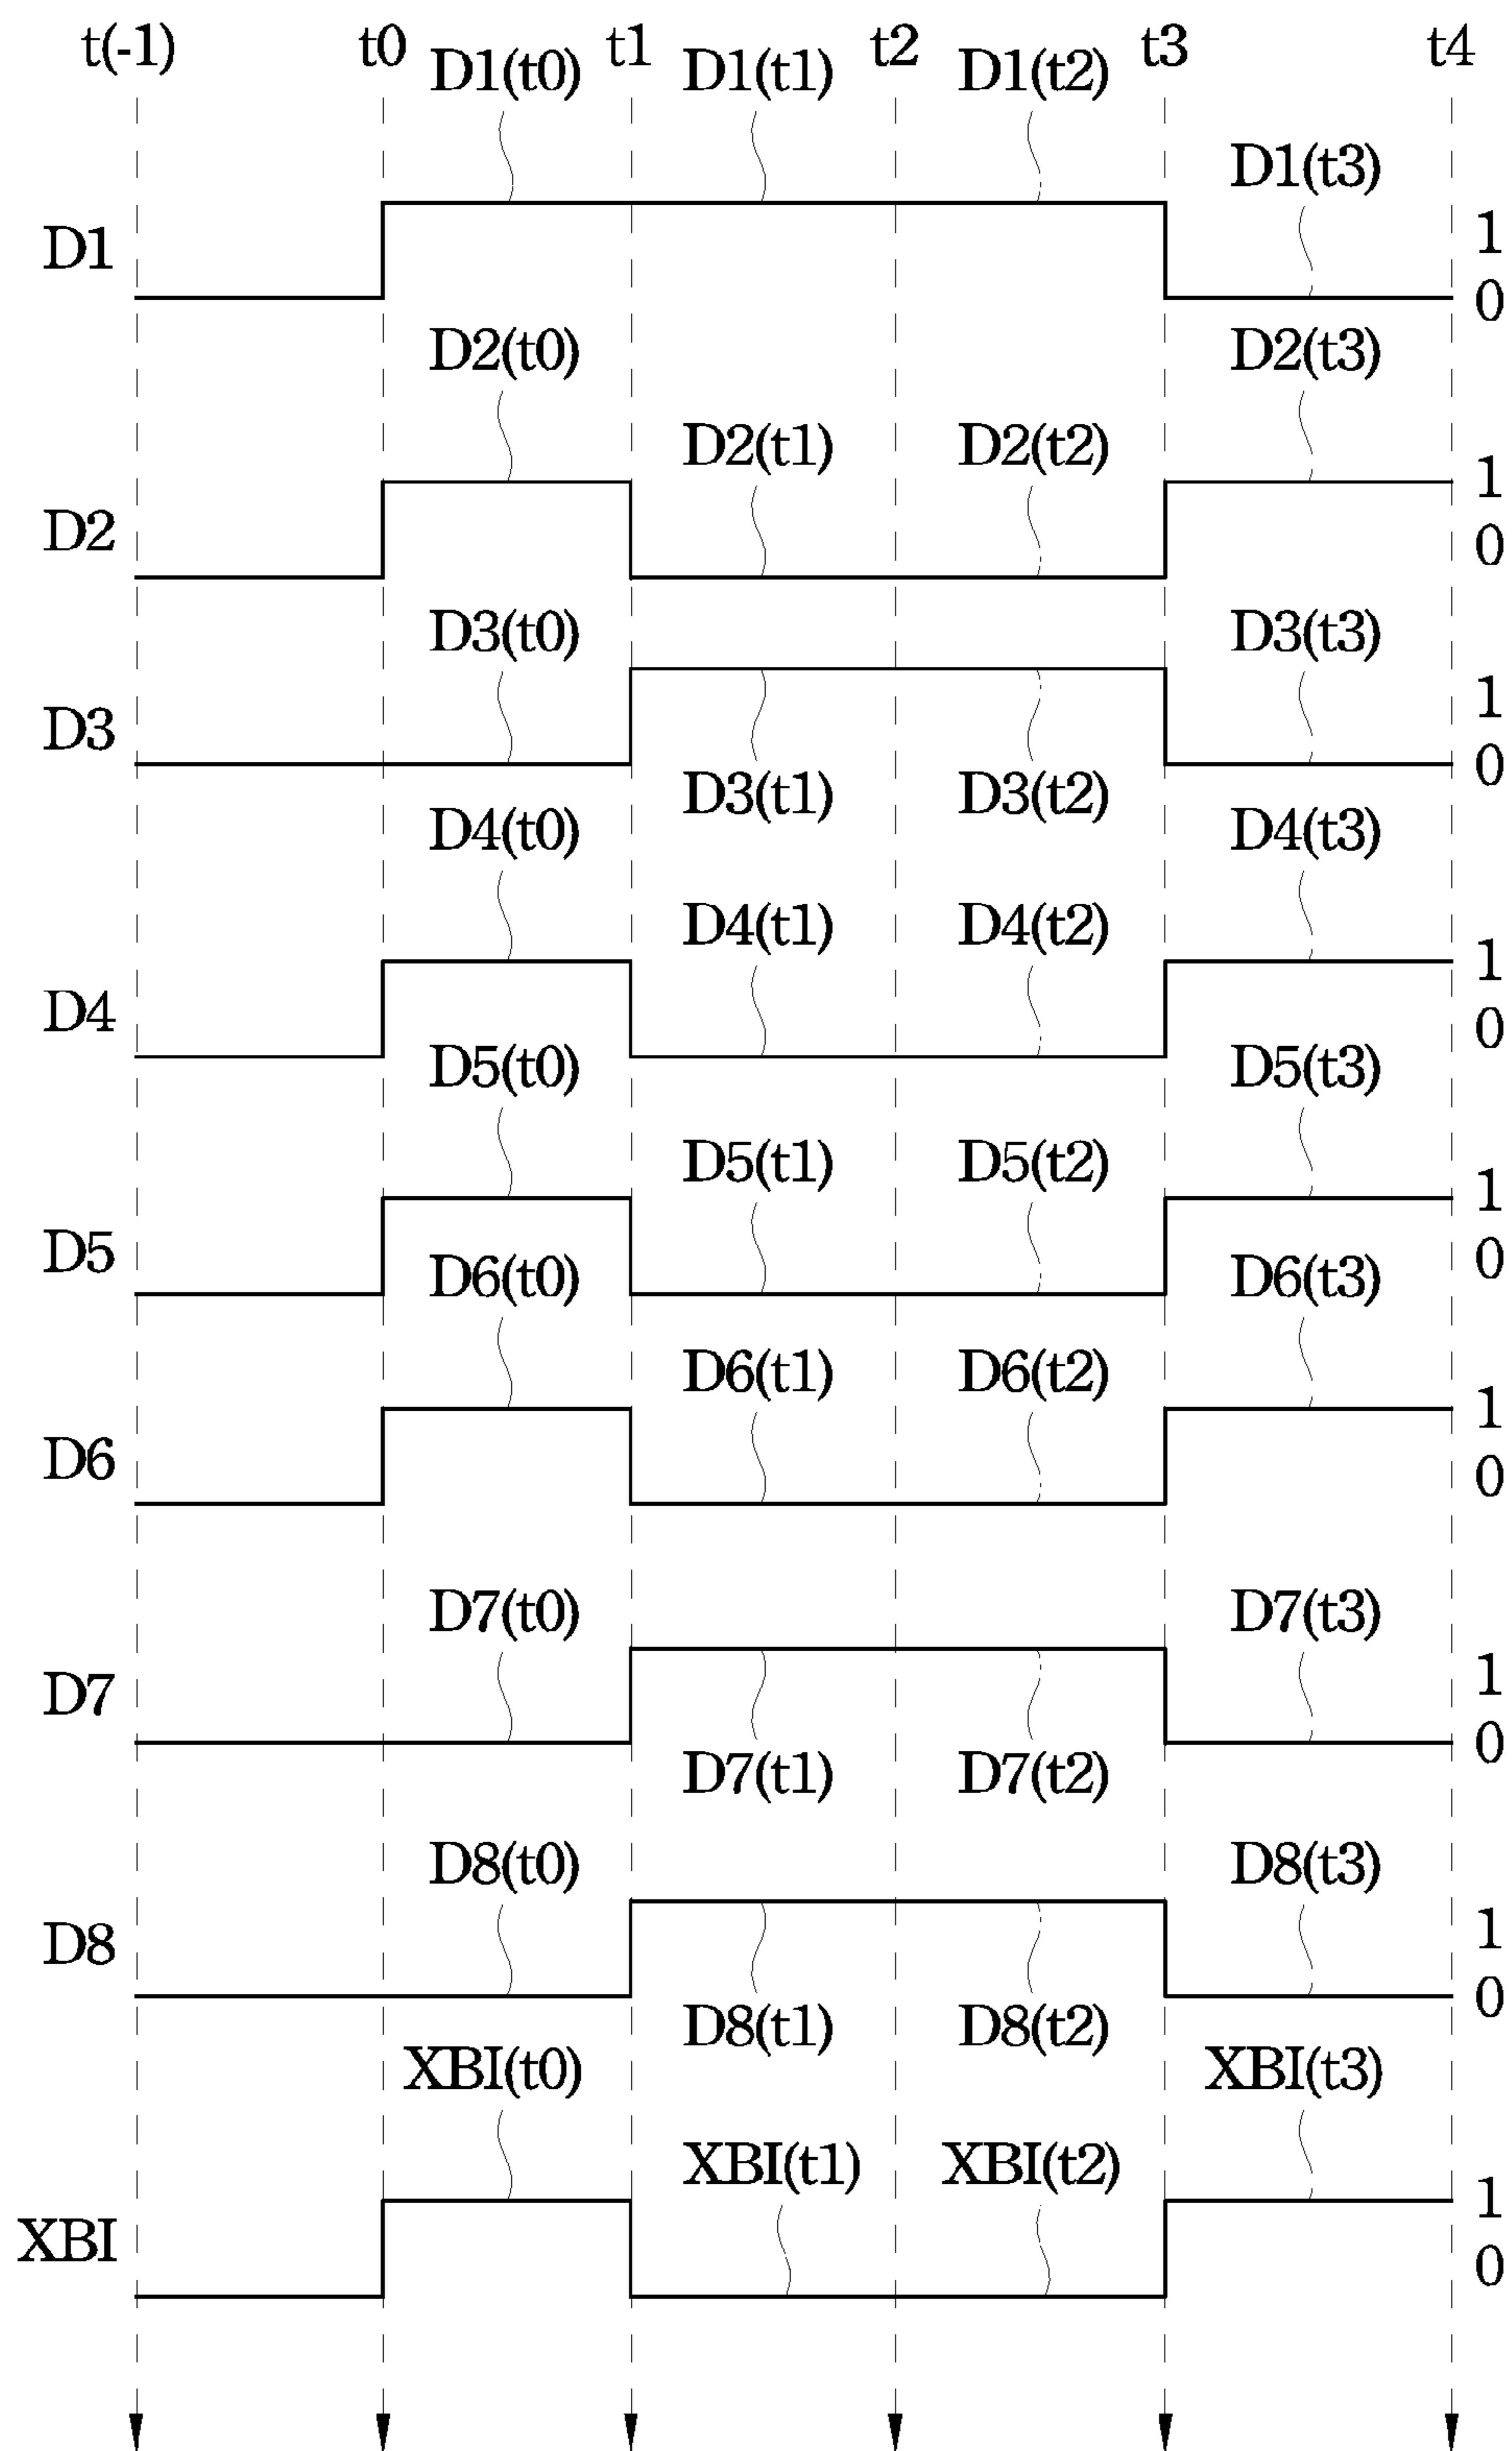 t(-1) t0 t1 t2 t3 t4
D1(t0) D1(t1) D1(t2)
D1(t3)
D1 1
0
D2(t0) D2(t3)
D2(t1) D2(t2)
1
D2 0
D3(t0) D3(t3)
1
D3 0
D3(t1) D3(t2)
D4(t0) D4(t3)
D4(t1) D4(t2)
1
D4 0
D5(t0) D5(t3)
D5(t1) D5(t2)
1
D5 0
D6(t0) D6(t3)
D6(t1) D6(t2)
1
D6 0
D7(t0) D7(t3)
1
D7 0
D7(t1) D7(t2)
D8(t0) D8(t3)
1
D8 0
D8(t1) D8(t2)
XBI(t0) XBI(t3)
XBI(t1) XBI(t2)
1
XBI 0